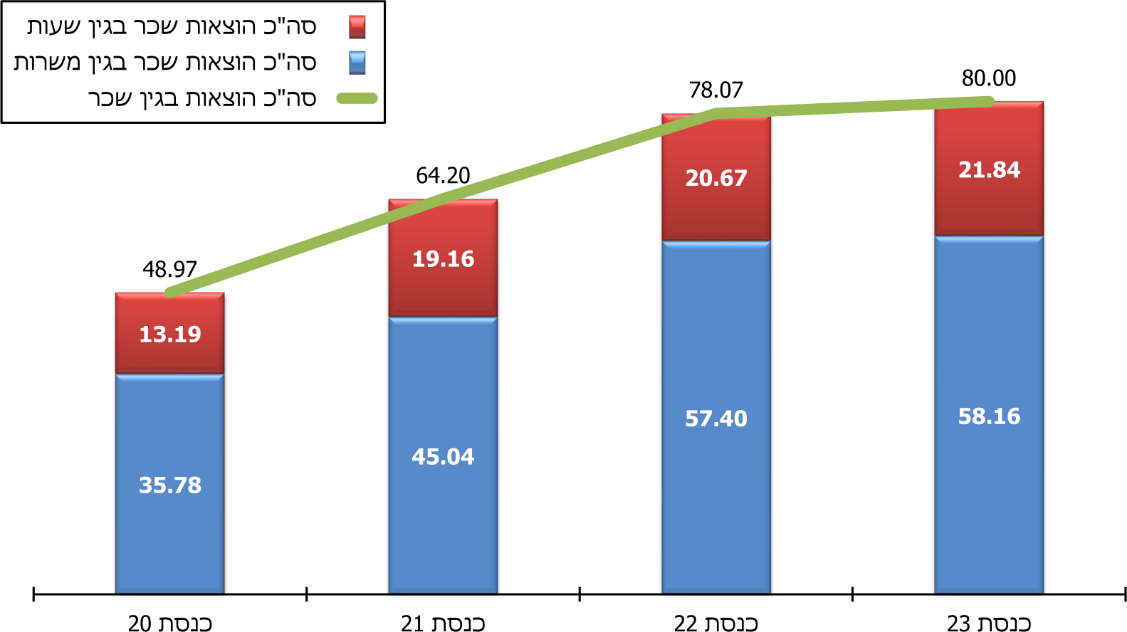 סה"כ הוצאות שכר בגין שעות
סה"כ הוצאות שכר בגין משרות
סה"כ הוצאות בגין שכר
80.00
78.07
64.20
48.97
21.84
20.67
19.16
13.19
58.16
57.40
45.04
35.78
כנסת 20
כנסת 21
כנסת 22
כנסת 23